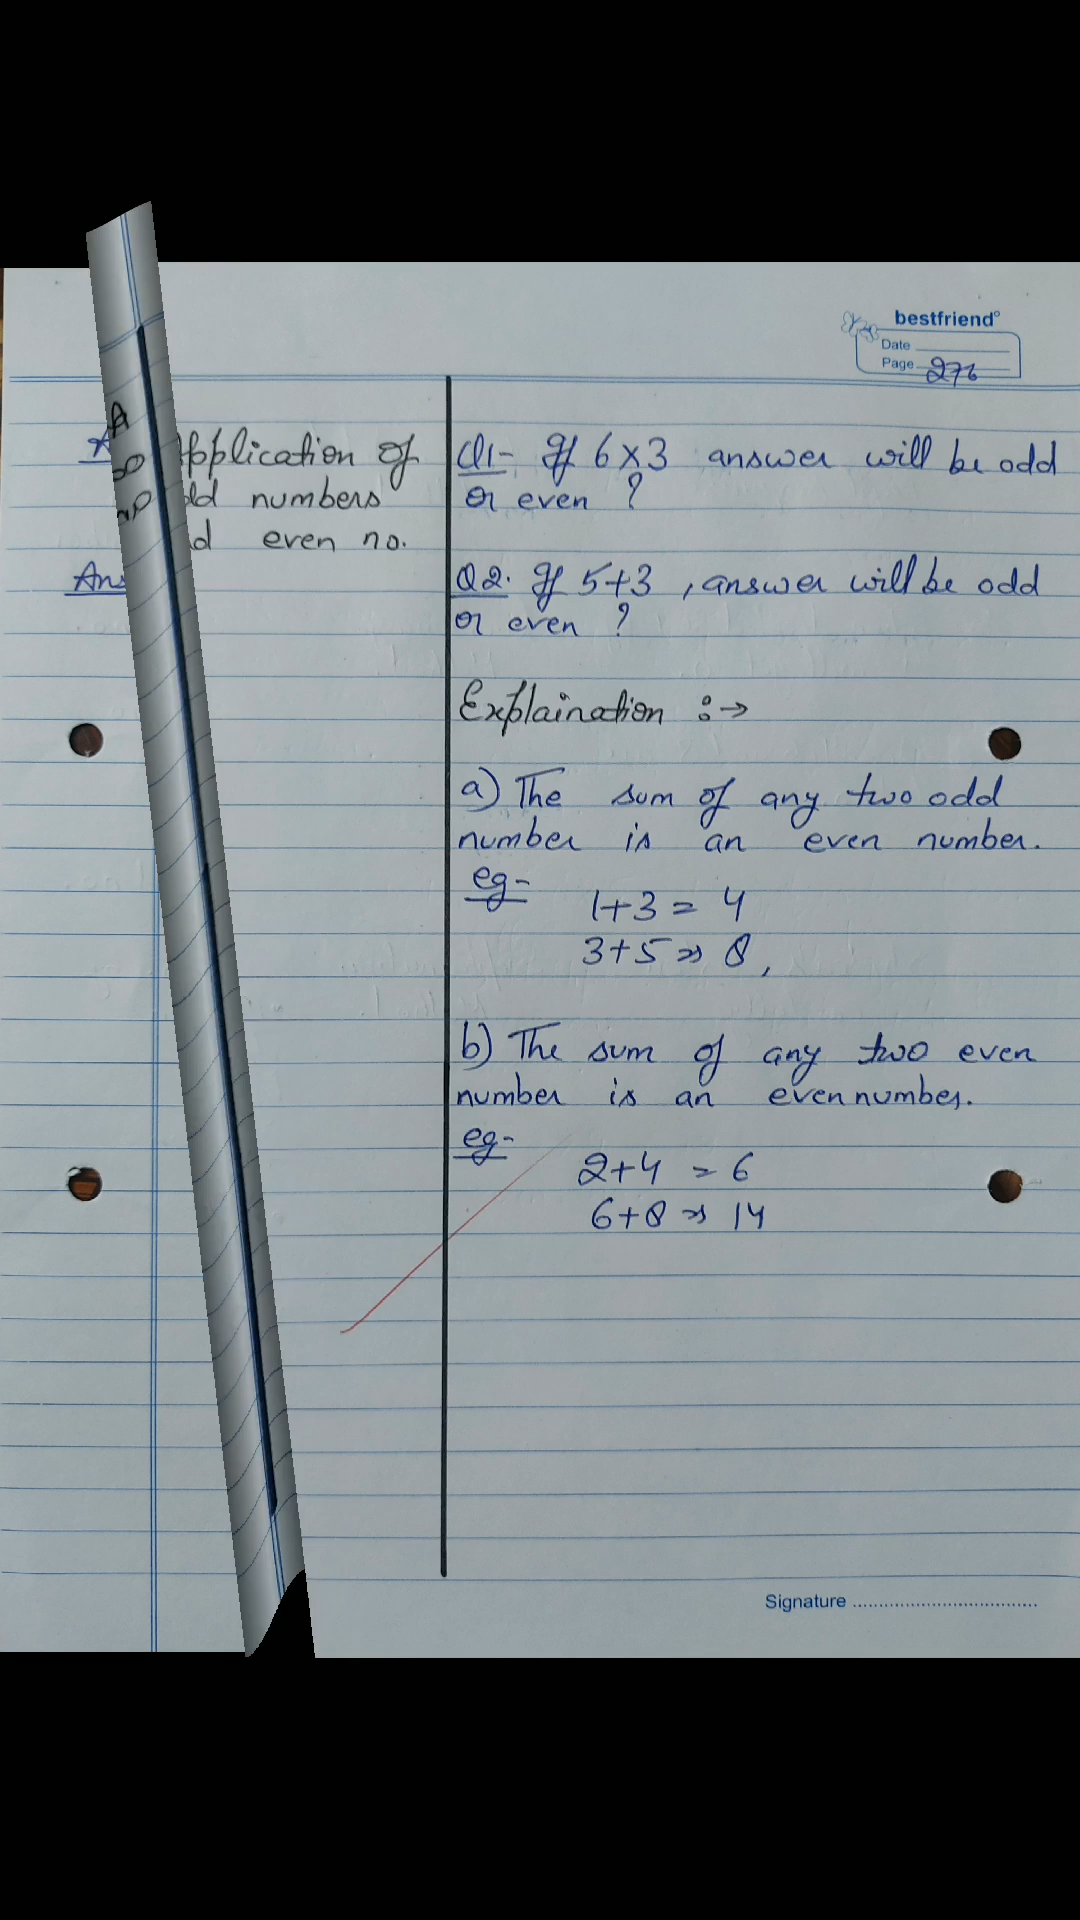 bestfriend
Date
Page 276
Application of
numbers
even no.
Ans
Q1- If 6×3 answer will be odd
or even ?
Q2. If 5+3 , answer will be odd
or even ?
Explaination :→
a) The sum of any two odd
number is an even number.
eg-
1+3 = 4
3+5 ⇒ 8,
b) The sum of any two even
number is an even number.
eg-
2+4 = 6
6+8 ⇒ 14
Signature